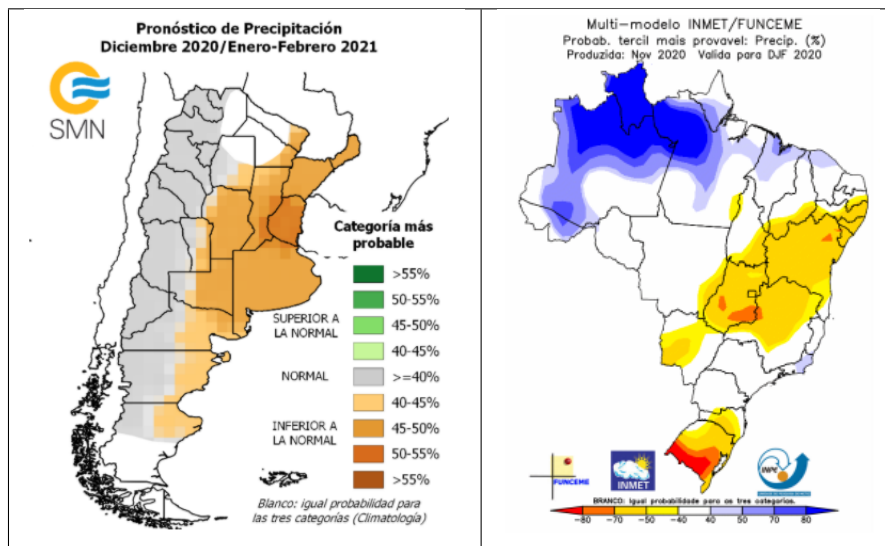 Pronóstico de Precipitación
Diciembre 2020/Enero-Febrero 2021
SMN
Categoría más
probable
>55%
50-55%
SUPERIOR A
LA NORMAL
45-50%
40-45%
NORMAL
>=40%
40-45%
INFERIOR A
LA NORMAL
45-50%
50-55%
>55%
Blanco: igual probabilidad para
las tres categorías (Climatología)
Multi-modelo INMET/FUNCEME
Probab. tercil mais provavel: Precip. (%)
Produzida: Nov 2020 Valida para DJF 2020
FUNCEME
INMET
INPE
BRANCO: Igual probabilidade para as tres categorias.
-80 -70 -50 -40 40 50 70 80